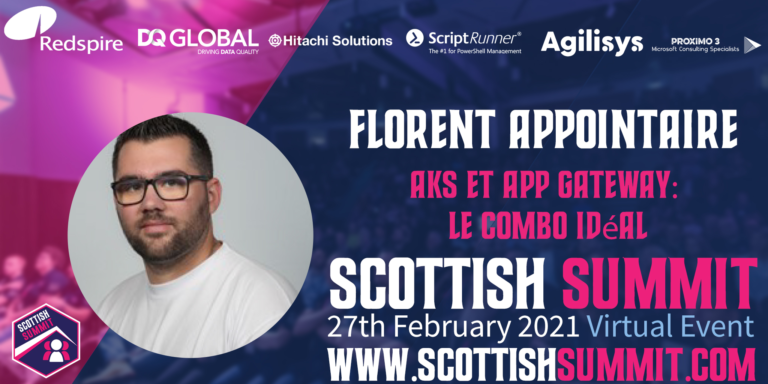 Redspire
DQ GLOBAL
DRIVING DATA QUALITY
Hitachi Solutions
ScriptRunner®
The #1 for PowerShell Management
Agilisys
PROXIMO 3
Microsoft Consulting Specialists
FLORENT APPOINTAIRE
AKS ET APP GATEWAY:
LE COMBO IDéAL
SCOTTISH SUMMIT
27th February 2021 Virtual Event
WWW.SCOTTISHSUMMIT.COM
SCOTTISH
SUMMIT